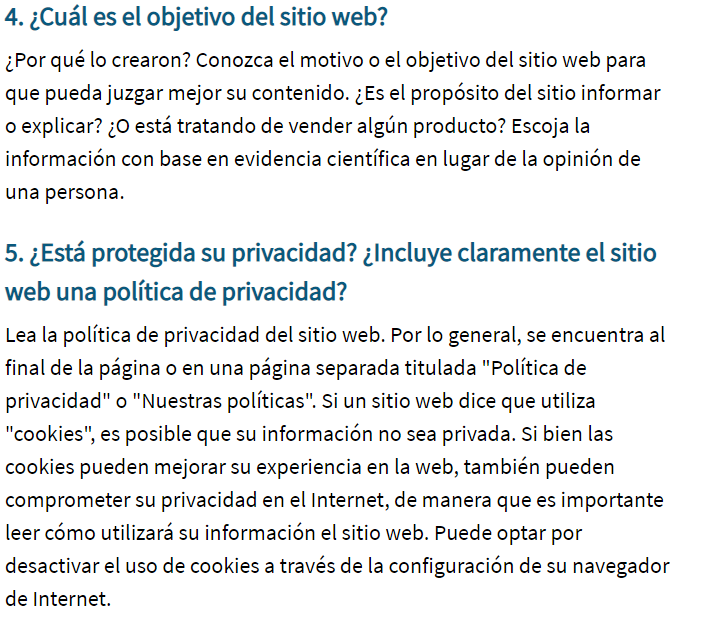 4. ¿Cuál es el objetivo del sitio web?
¿Por qué lo crearon? Conozca el motivo o el objetivo del sitio web para
que pueda juzgar mejor su contenido. ¿Es el propósito del sitio informar
o explicar? ¿O está tratando de vender algún producto? Escoja la
información con base en evidencia científica en lugar de la opinión de
una persona.
5. ¿Está protegida su privacidad? ¿Incluye claramente el sitio
web una política de privacidad?
Lea la política de privacidad del sitio web. Por lo general, se encuentra al
final de la página o en una página separada titulada "Política de
privacidad" o "Nuestras políticas". Si un sitio web dice que utiliza
"cookies", es posible que su información no sea privada. Si bien las
cookies pueden mejorar su experiencia en la web, también pueden
comprometer su privacidad en el Internet, de manera que es importante
leer cómo utilizará su información el sitio web. Puede optar por
desactivar el uso de cookies a través de la configuración de su navegador
de Internet.